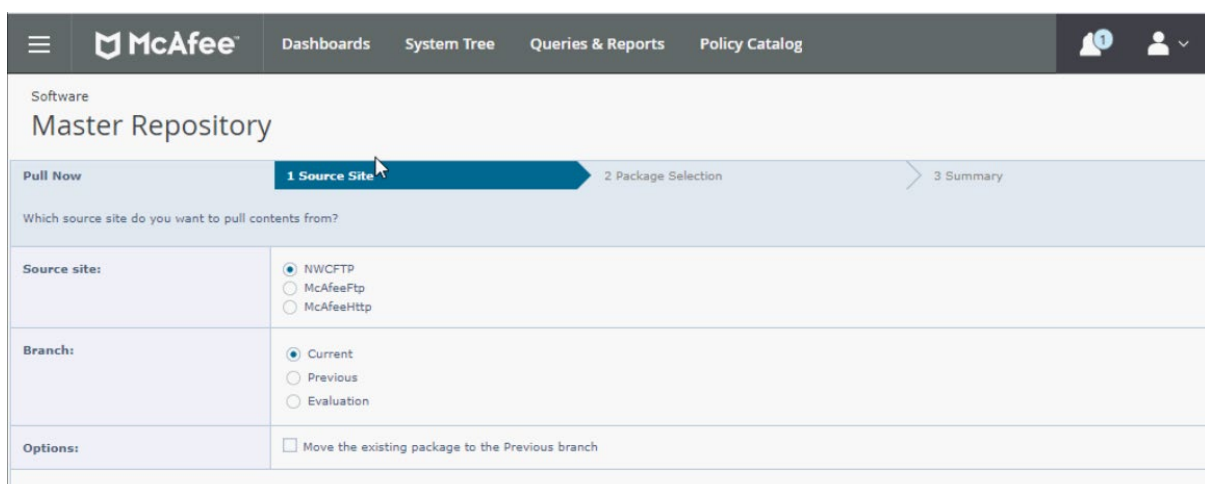 McAfee™ Dashboards System Tree Queries & Reports Policy Catalog 1
Software
Master Repository
Pull Now 1 Source Site 2 Package Selection 3 Summary
Which source site do you want to pull contents from?
Source site: NWCFTP
McAfeeFtp
McAfeeHttp
Branch: Current
Previous
Evaluation
Options: Move the existing package to the Previous branch